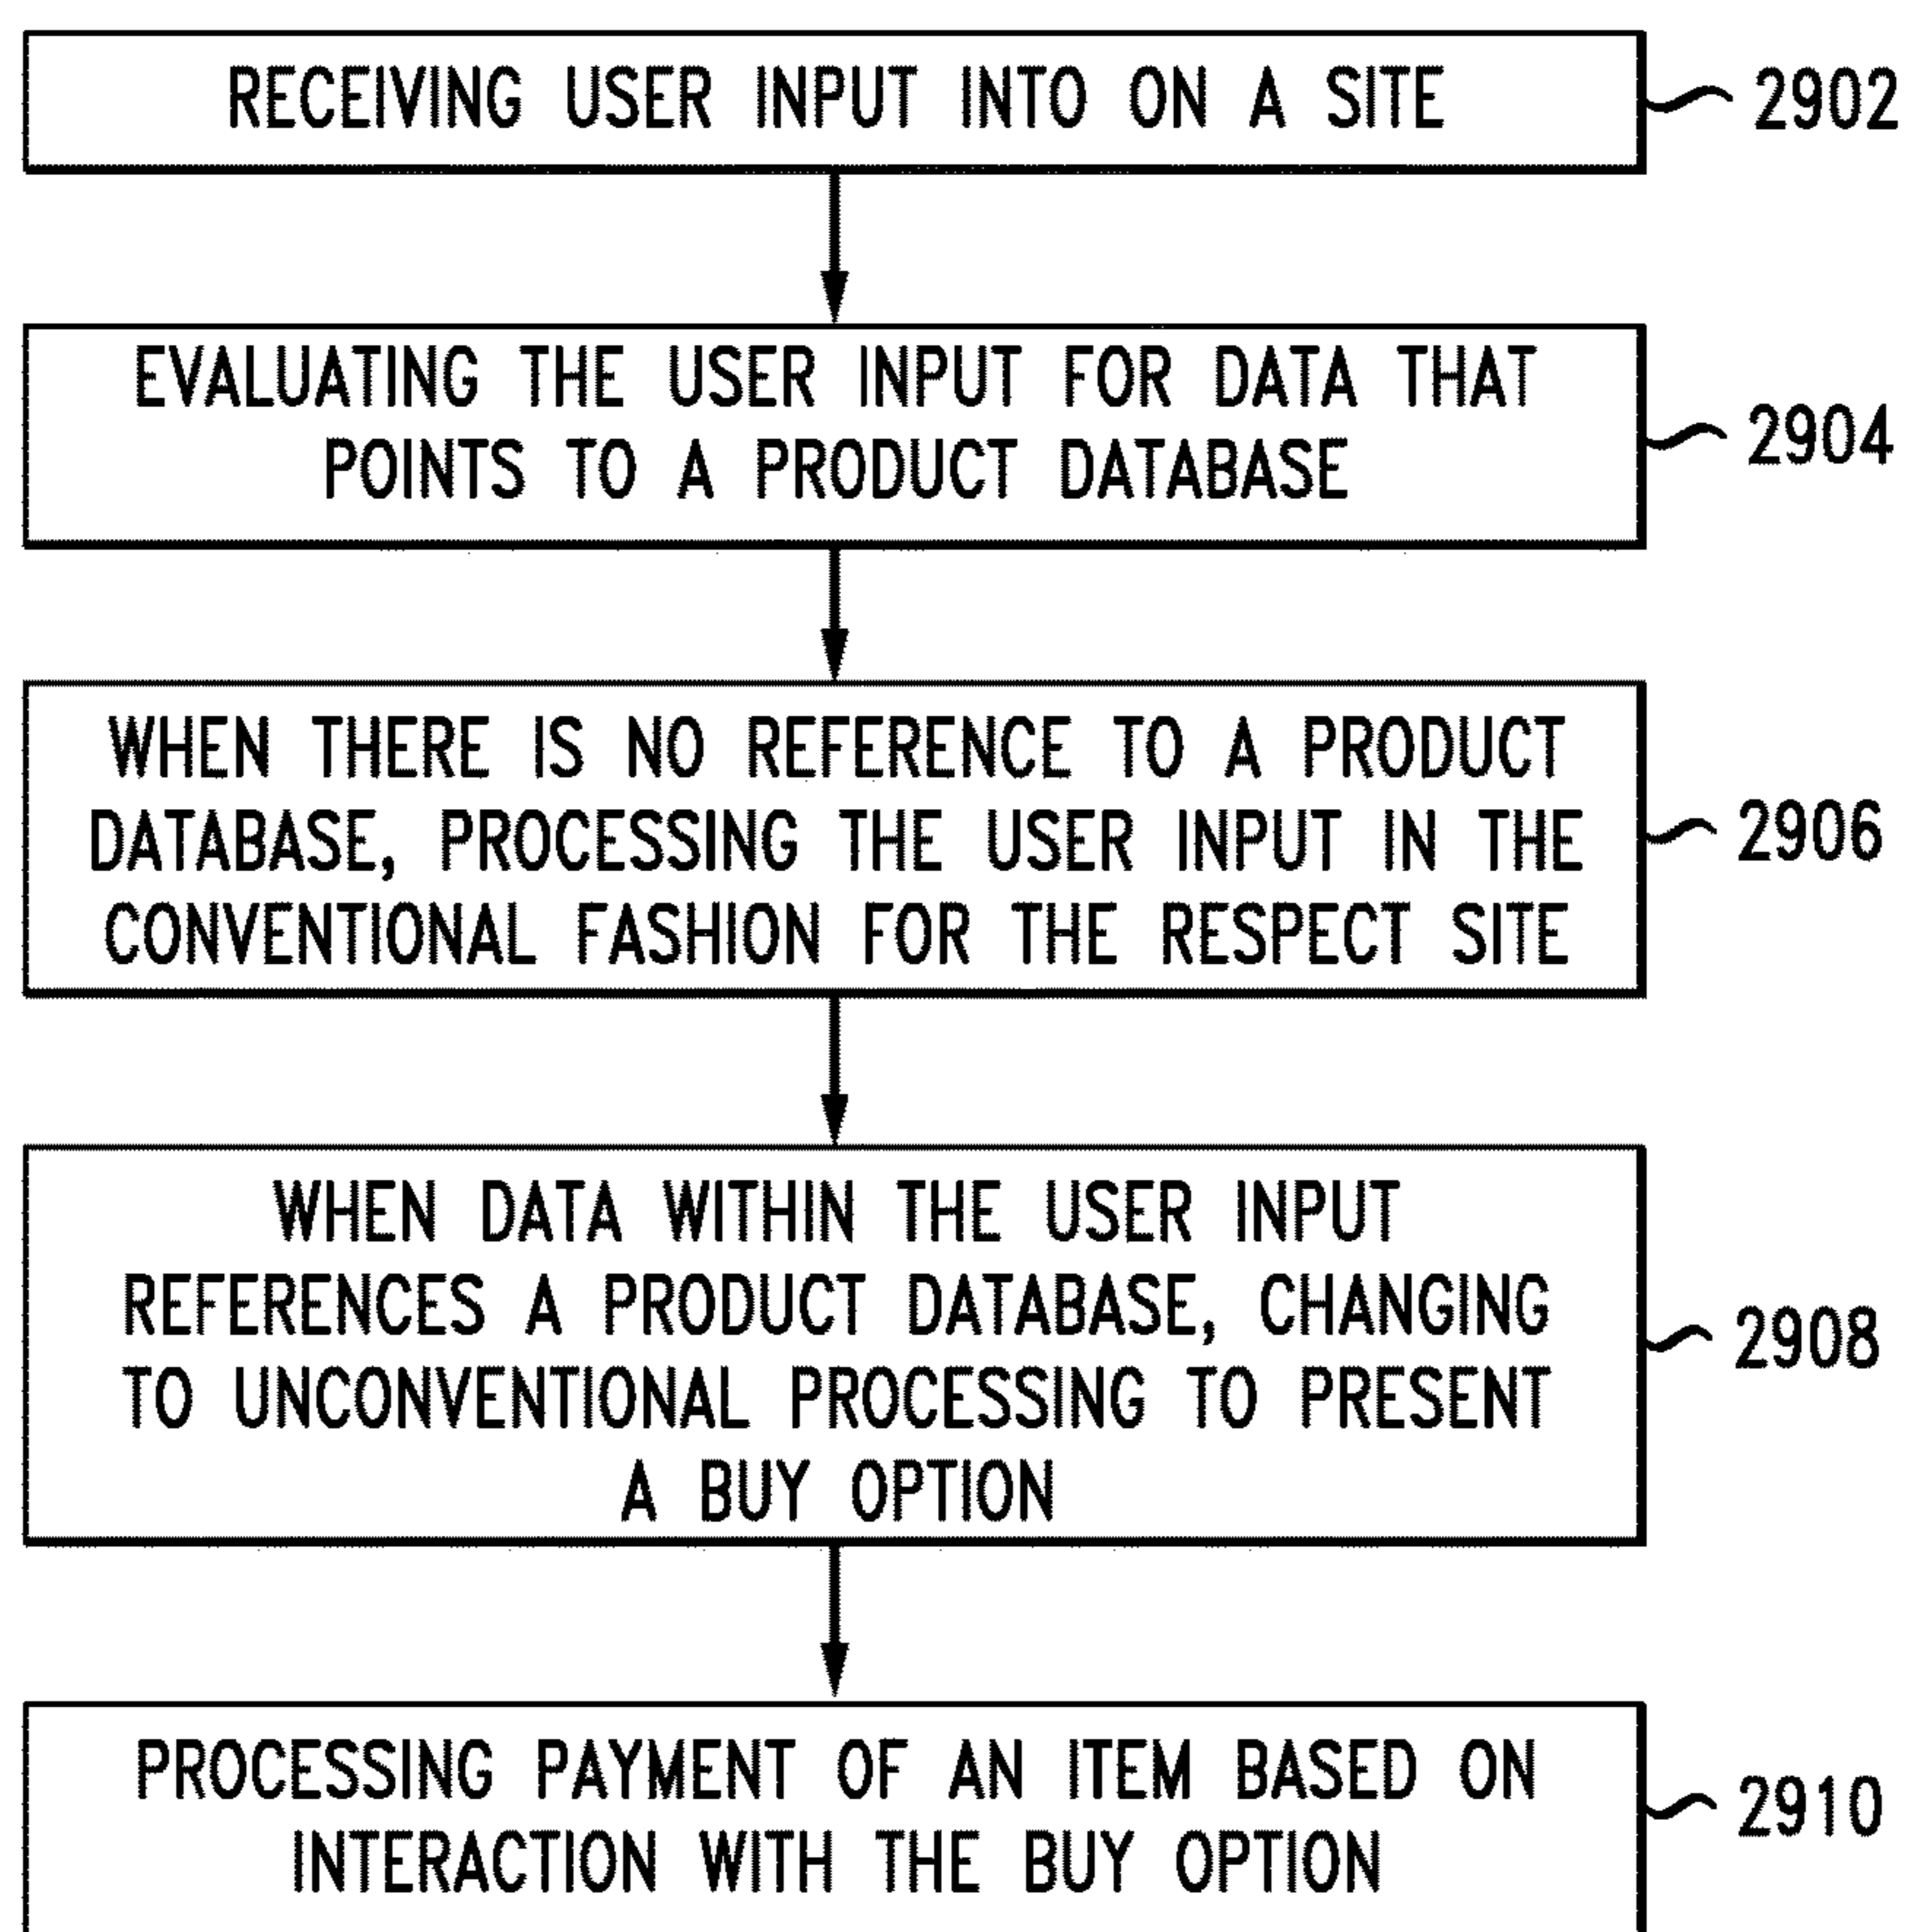 RECEIVING USER INPUT INTO ON A SITE
2902
EVALUATING THE USER INPUT FOR DATA THAT
POINTS TO A PRODUCT DATABASE
2904
WHEN THERE IS NO REFERENCE TO A PRODUCT
DATABASE, PROCESSING THE USER INPUT IN THE
CONVENTIONAL FASHION FOR THE RESPECT SITE
2906
WHEN DATA WITHIN THE USER INPUT
REFERENCES A PRODUCT DATABASE, CHANGING
TO UNCONVENTIONAL PROCESSING TO PRESENT
A BUY OPTION
2908
PROCESSING PAYMENT OF AN ITEM BASED ON
INTERACTION WITH THE BUY OPTION
2910